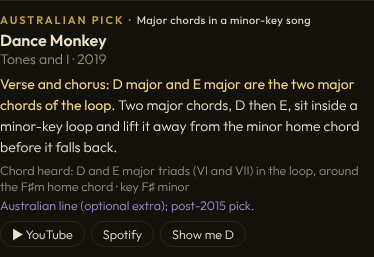 AUSTRALIAN PICK · Major chords in a minor-key song
Dance Monkey
Tones and I · 2019
Verse and chorus: D major and E major are the two major
chords of the loop. Two major chords, D then E, sit inside a
minor-key loop and lift it away from the minor home chord
before it falls back.
Chord heard: D and E major triads (VI and VII) in the loop, around
the F♯m home chord · key F♯ minor
Australian line (optional extra); post-2015 pick.
▶ YouTube Spotify Show me D